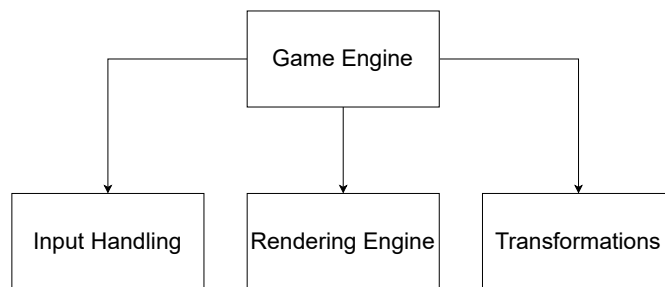 Game Engine
Input Handling
Rendering Engine
Transformations